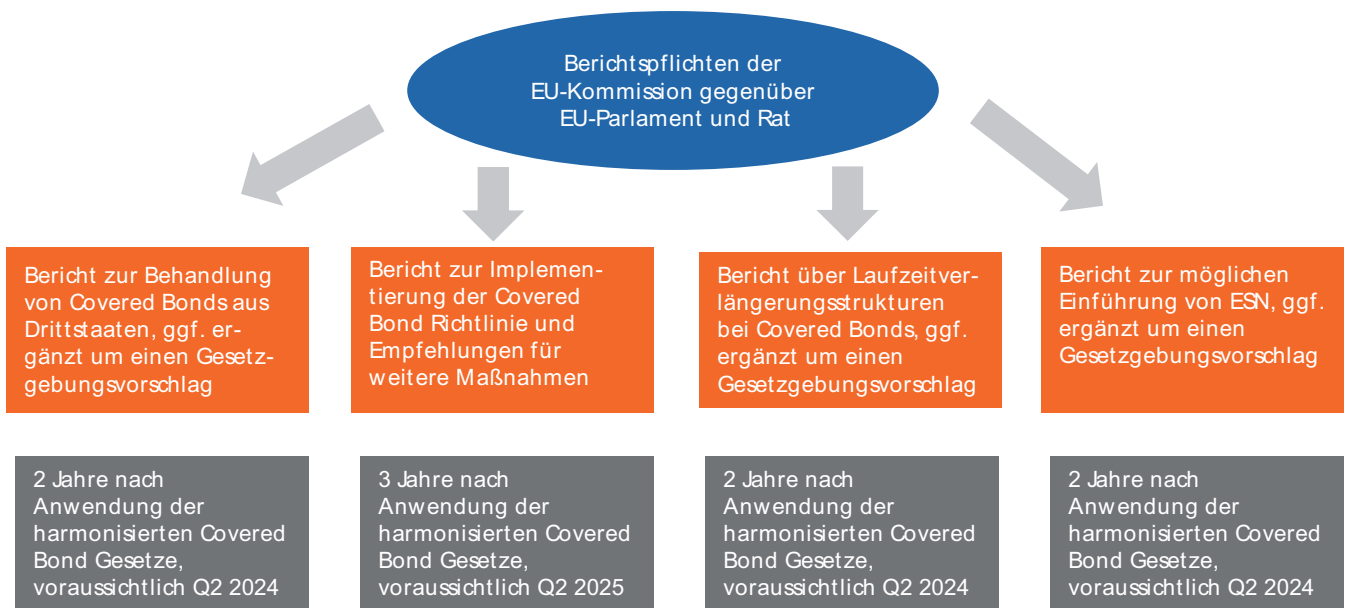 Berichtspflichten der
EU-Kommission gegenüber
EU-Parlament und Rat
Bericht zur Behandlung
von Covered Bonds aus
Drittstaaten, ggf. er-
gänzt um einen Gesetz-
gebungsvorschlag
Bericht zur Implemen-
tierung der Covered
Bond Richtlinie und
Empfehlungen für
weitere Maßnahmen
Bericht über Laufzeitver-
längerungsstrukturen
bei Covered Bonds, ggf.
ergänzt um einen
Gesetzgebungsvorschlag
Bericht zur möglichen
Einführung von ESN, ggf.
ergänzt um einen
Gesetzgebungsvorschlag
2 Jahre nach
Anwendung der
harmonisierten Covered
Bond Gesetze,
voraussichtlich Q2 2024
3 Jahre nach
Anwendung der
harmonisierten Covered
Bond Gesetze,
voraussichtlich Q2 2025
2 Jahre nach
Anwendung der
harmonisierten Covered
Bond Gesetze,
voraussichtlich Q2 2024
2 Jahre nach
Anwendung der
harmonisierten Covered
Bond Gesetze,
voraussichtlich Q2 2024